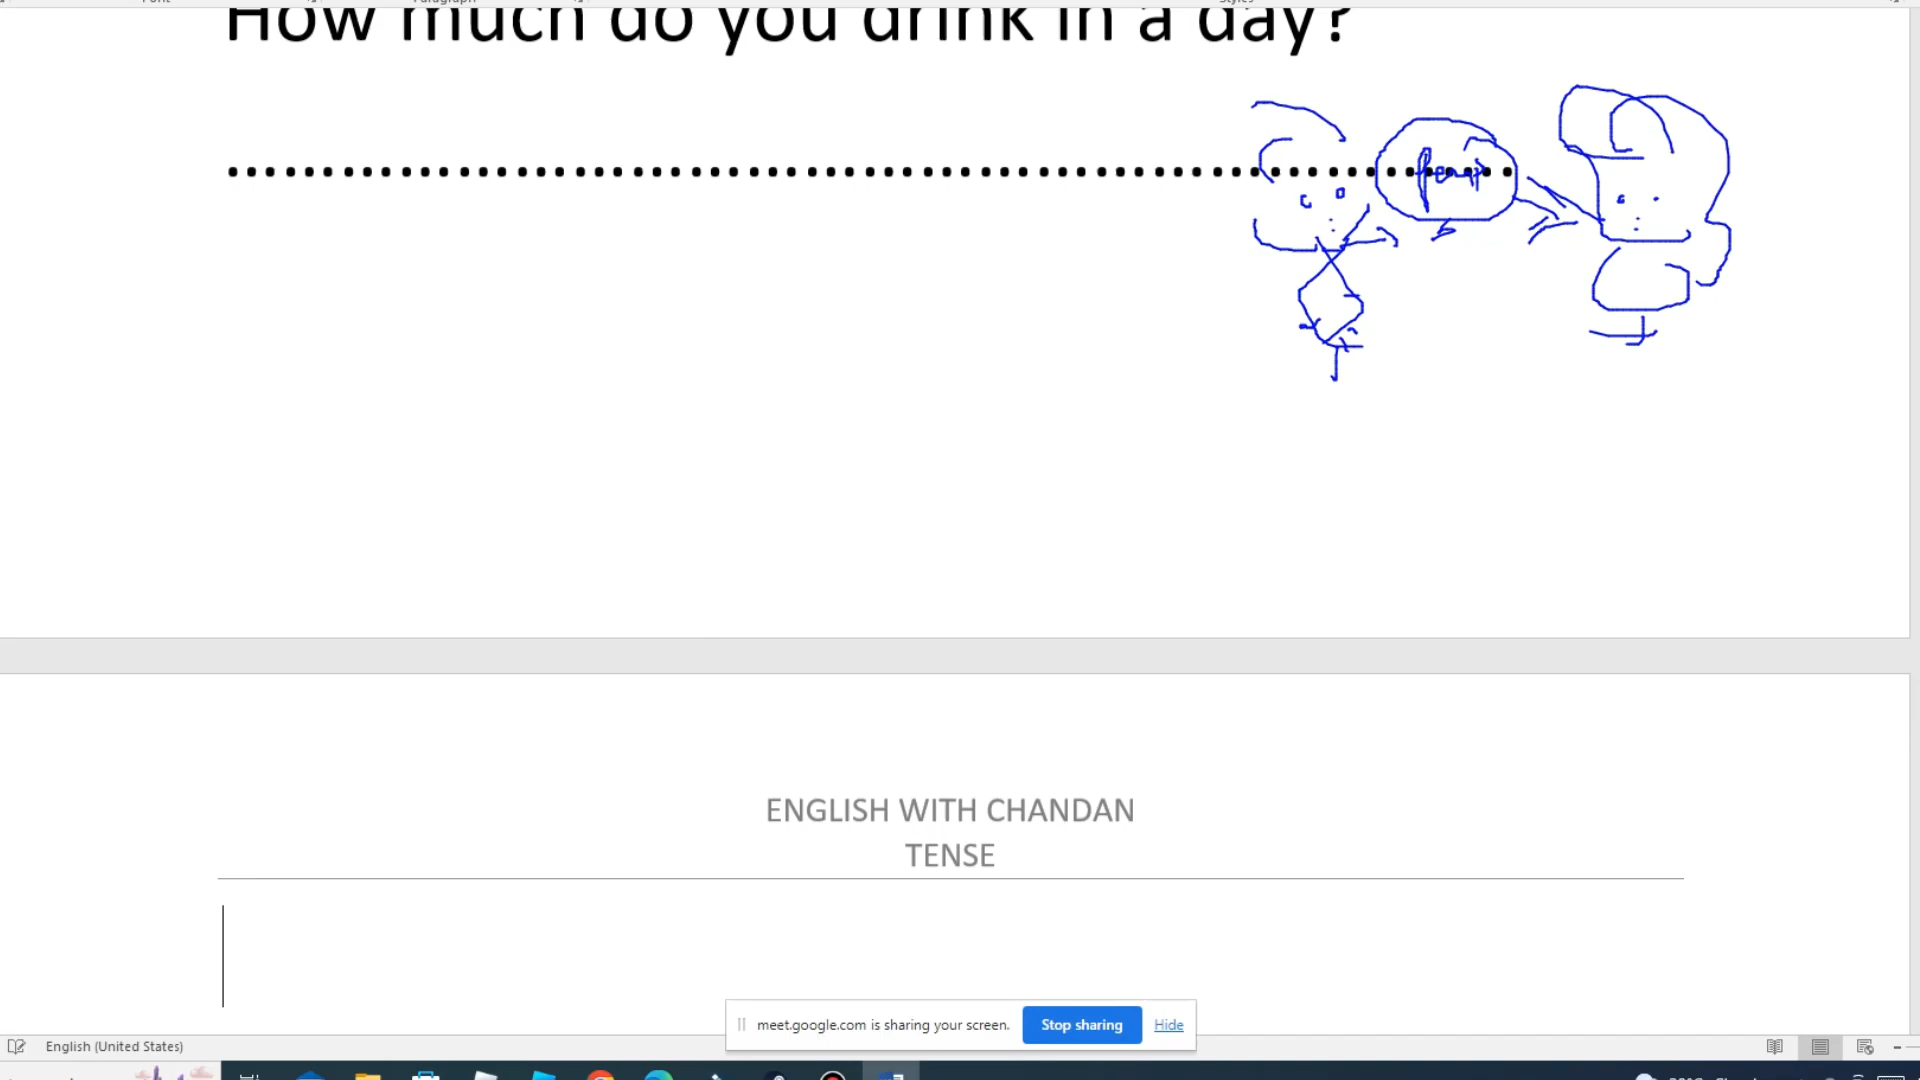 How much do you drink in a day?
ENGLISH WITH CHANDAN
TENSE
meet.google.com is sharing your screen.
Stop sharing
Hide
English (United States)